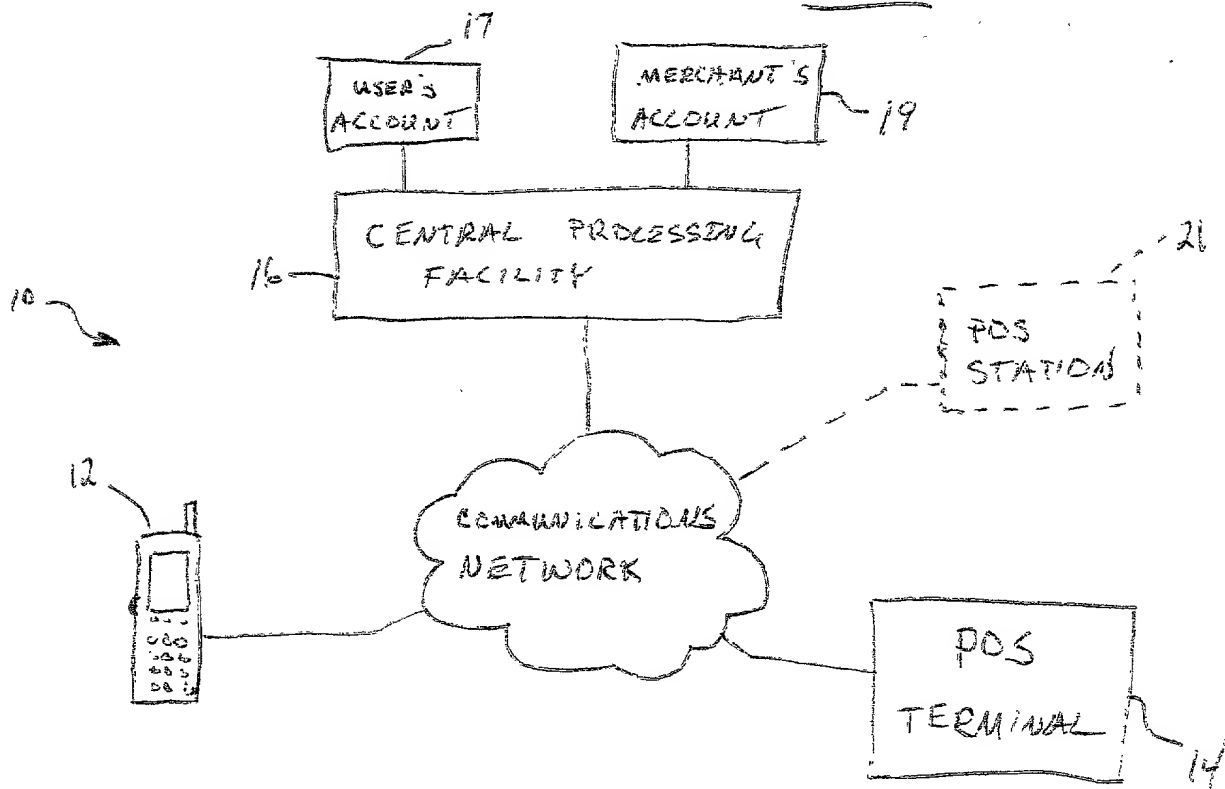 17
USER'S
ACCOUNT
MERCHANT'S
ACCOUNT
19
CENTRAL PROCESSING
FACILITY
16
21
10
POS
STATION
12
COMMUNICATIONS
NETWORK
POS
TERMINAL
14